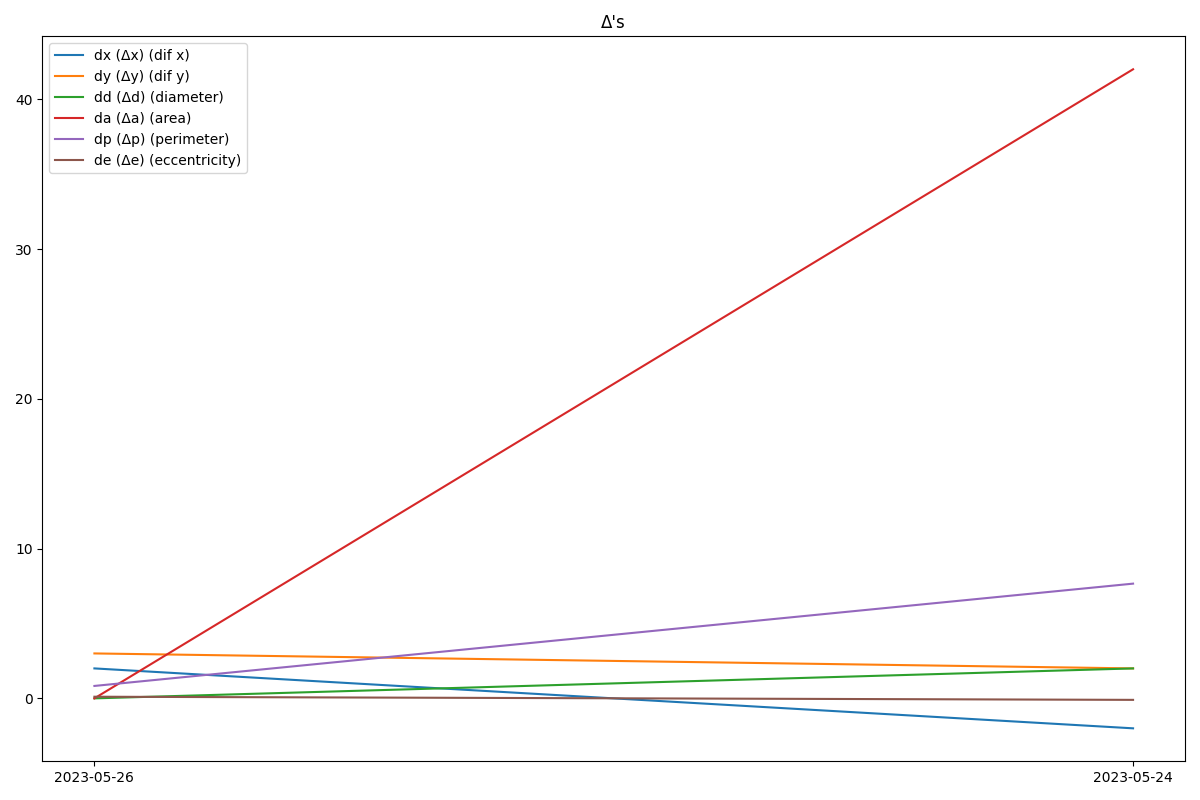 Δ's
dx (Δx) (dif x)
dy (Δy) (dif y)
dd (Δd) (diameter)
da (Δa) (area)
dp (Δp) (perimeter)
de (Δe) (eccentricity)
40
30
20
10
0
2023-05-26
2023-05-24